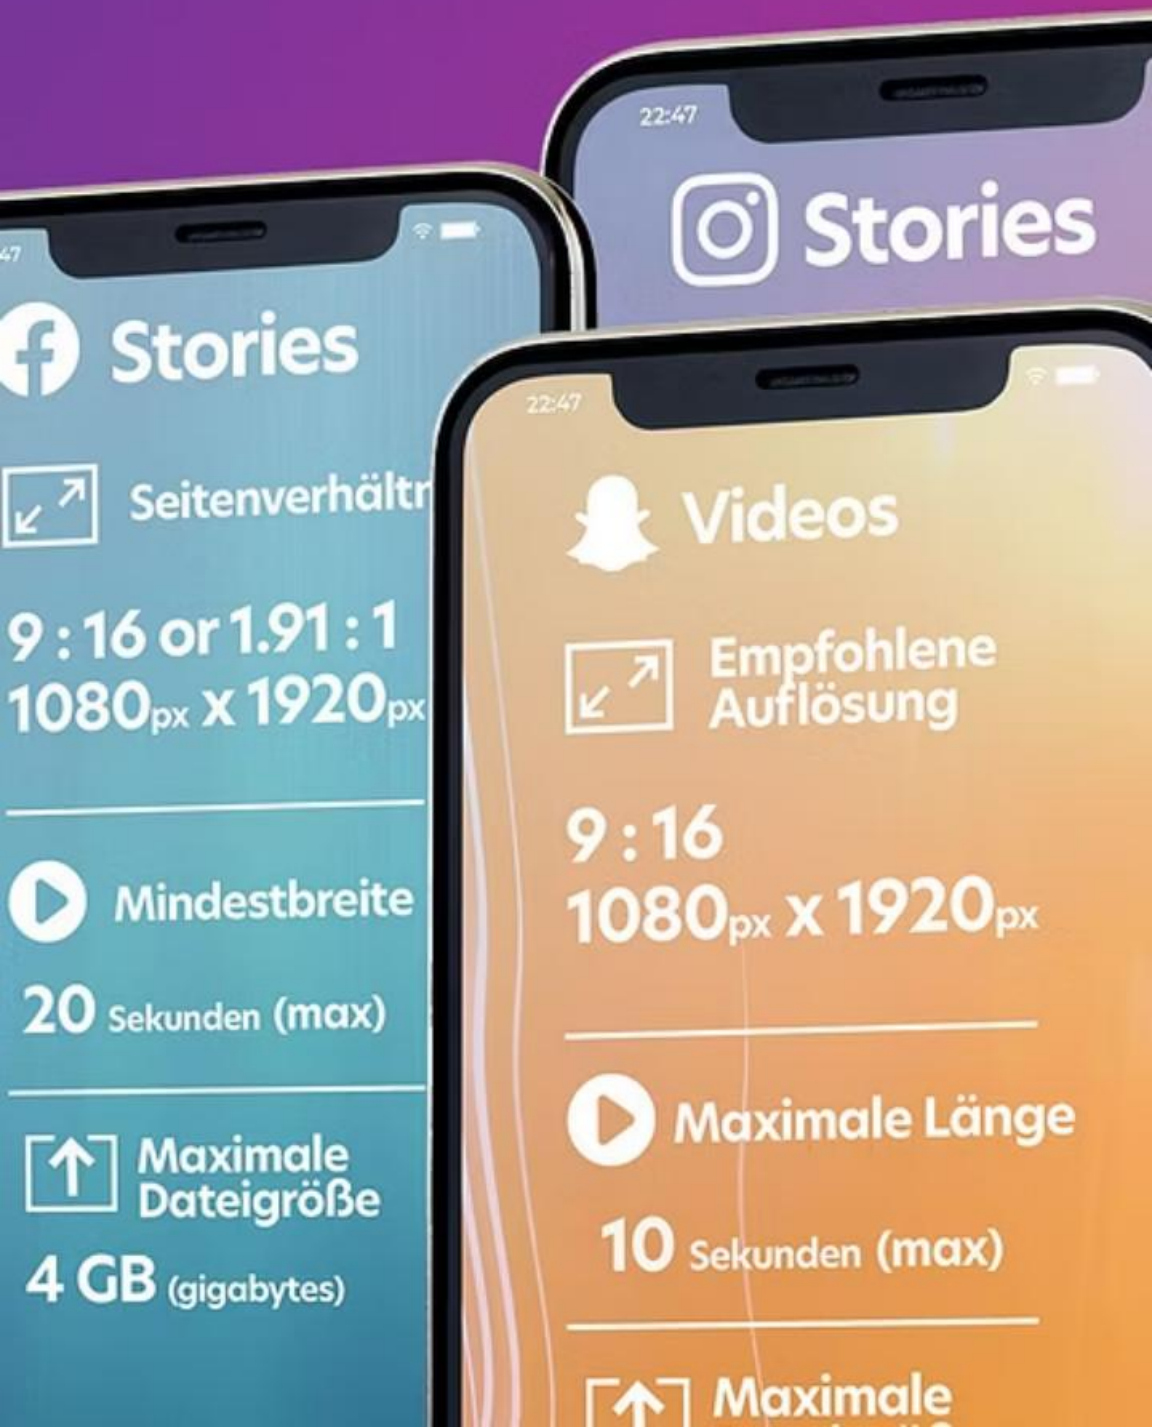 22:47
Stories
47
Stories
Seitenverhältn
9 : 16 or 1.91 : 1
1080px x 1920px
Mindestbreite
20 Sekunden (max)
Maximale
Dateigröße
4 GB (gigabytes)
22:47
Videos
Empfohlene
Auflösung
9 : 16
1080px x 1920px
Maximale Länge
10 Sekunden (max)
Maximale